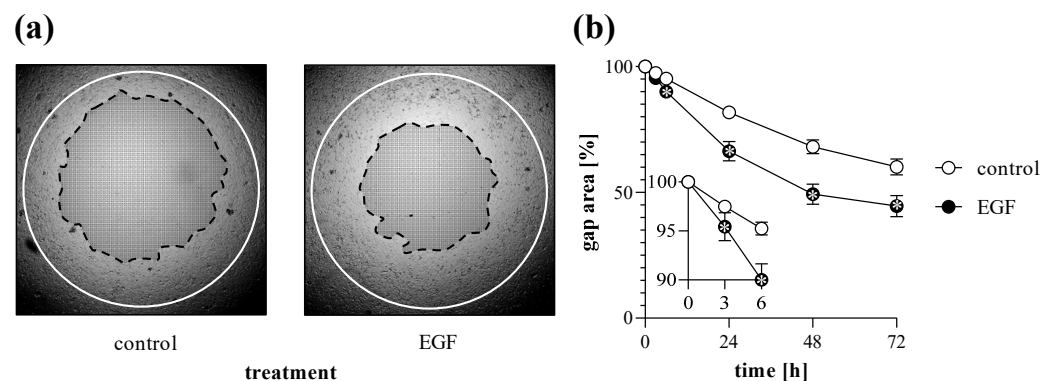 (a)
control
EGF
treatment
(b)
gap area [%]
100
50
0
0
24
48
72
time [h]
100
95
90
0
3
6
control
EGF